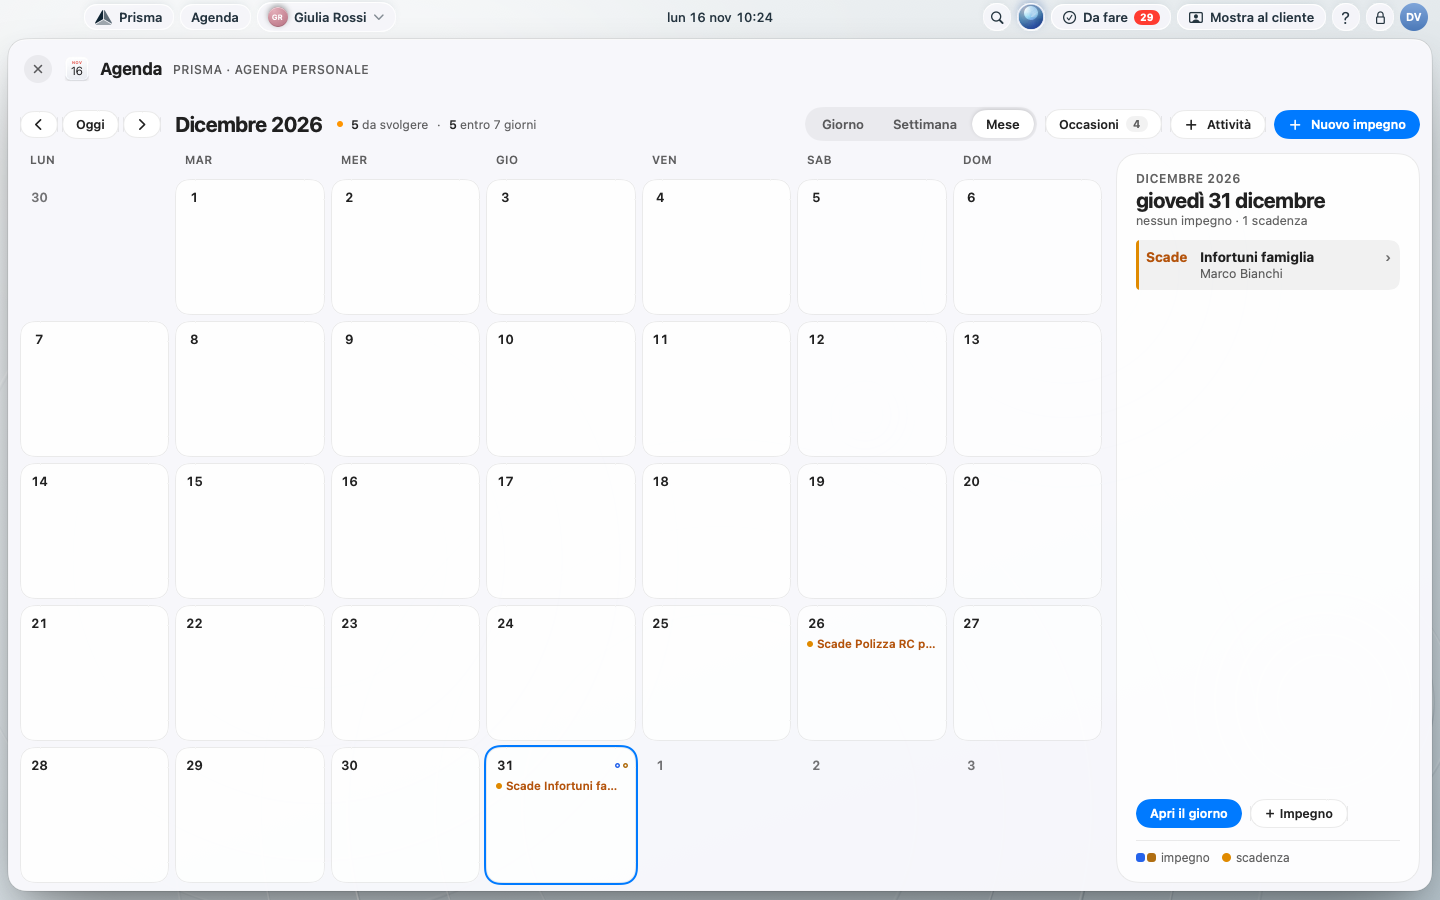 Prisma
Agenda
GR Giulia Rossi
lun 16 nov 10:24
Da fare 29
Mostra al cliente
?
DV
NOV
16
Agenda PRISMA · AGENDA PERSONALE
Oggi
Dicembre 2026
5 da svolgere · 5 entro 7 giorni
Giorno Settimana Mese
Occasioni 4
+ Attività
+ Nuovo impegno
LUN MAR MER GIO VEN SAB DOM
30 1 2 3 4 5 6
7 8 9 10 11 12 13
14 15 16 17 18 19 20
21 22 23 24 25 26 27
Scade Polizza RC p...
28 29 30 31 1 2 3
Scade Infortuni fa...
DICEMBRE 2026
giovedì 31 dicembre
nessun impegno · 1 scadenza
Scade Infortuni famiglia ›
Marco Bianchi
Apri il giorno
+ Impegno
impegno scadenza